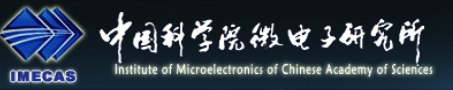 中国科学院微电子研究所
Institute of Microelectronics of Chinese Academy of Sciences
IMECAS